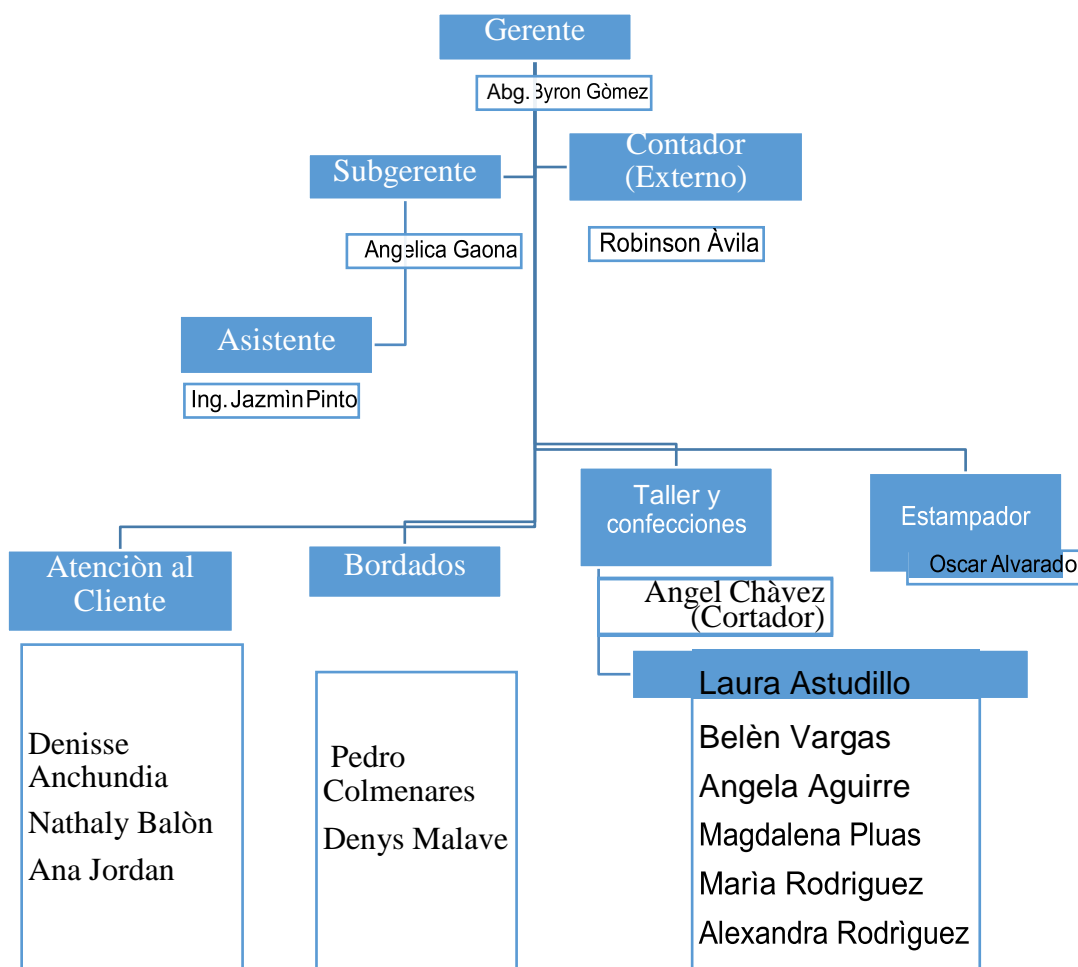 Gerente
Abg. Byron Gòmez
Contador
(Externo)
Subgerente
Robinson Àvila
Angelica Gaona
Asistente
Ing. Jazmìn Pinto
Taller y
confecciones
Estampador
Oscar Alvarado
Atenciòn al
Cliente
Bordados
Angel Chàvez
(Cortador)
Denisse
Anchundia
Nathaly Balòn
Ana Jordan
Pedro
Colmenares
Denys Malave
Laura Astudillo
Belèn Vargas
Angela Aguirre
Magdalena Pluas
Marìa Rodriguez
Alexandra Rodrìguez